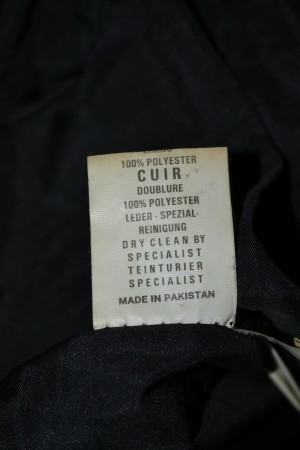 100% POLYESTER
CUIR
DOUBLURE
100% POLYESTER
LEDER - SPEZIAL-
REINIGUNG
DRY CLEAN BY
SPECIALIST
TEINTURIER
SPECIALIST
MADE IN PAKISTAN